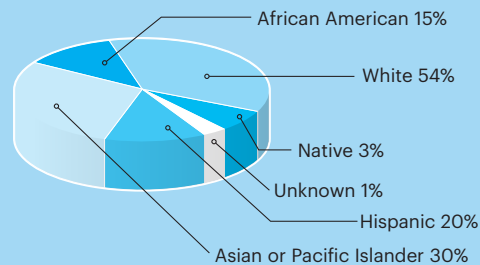 African American 15%
White 54%
Native 3%
Unknown 1%
Hispanic 20%
Asian or Pacific Islander 30%